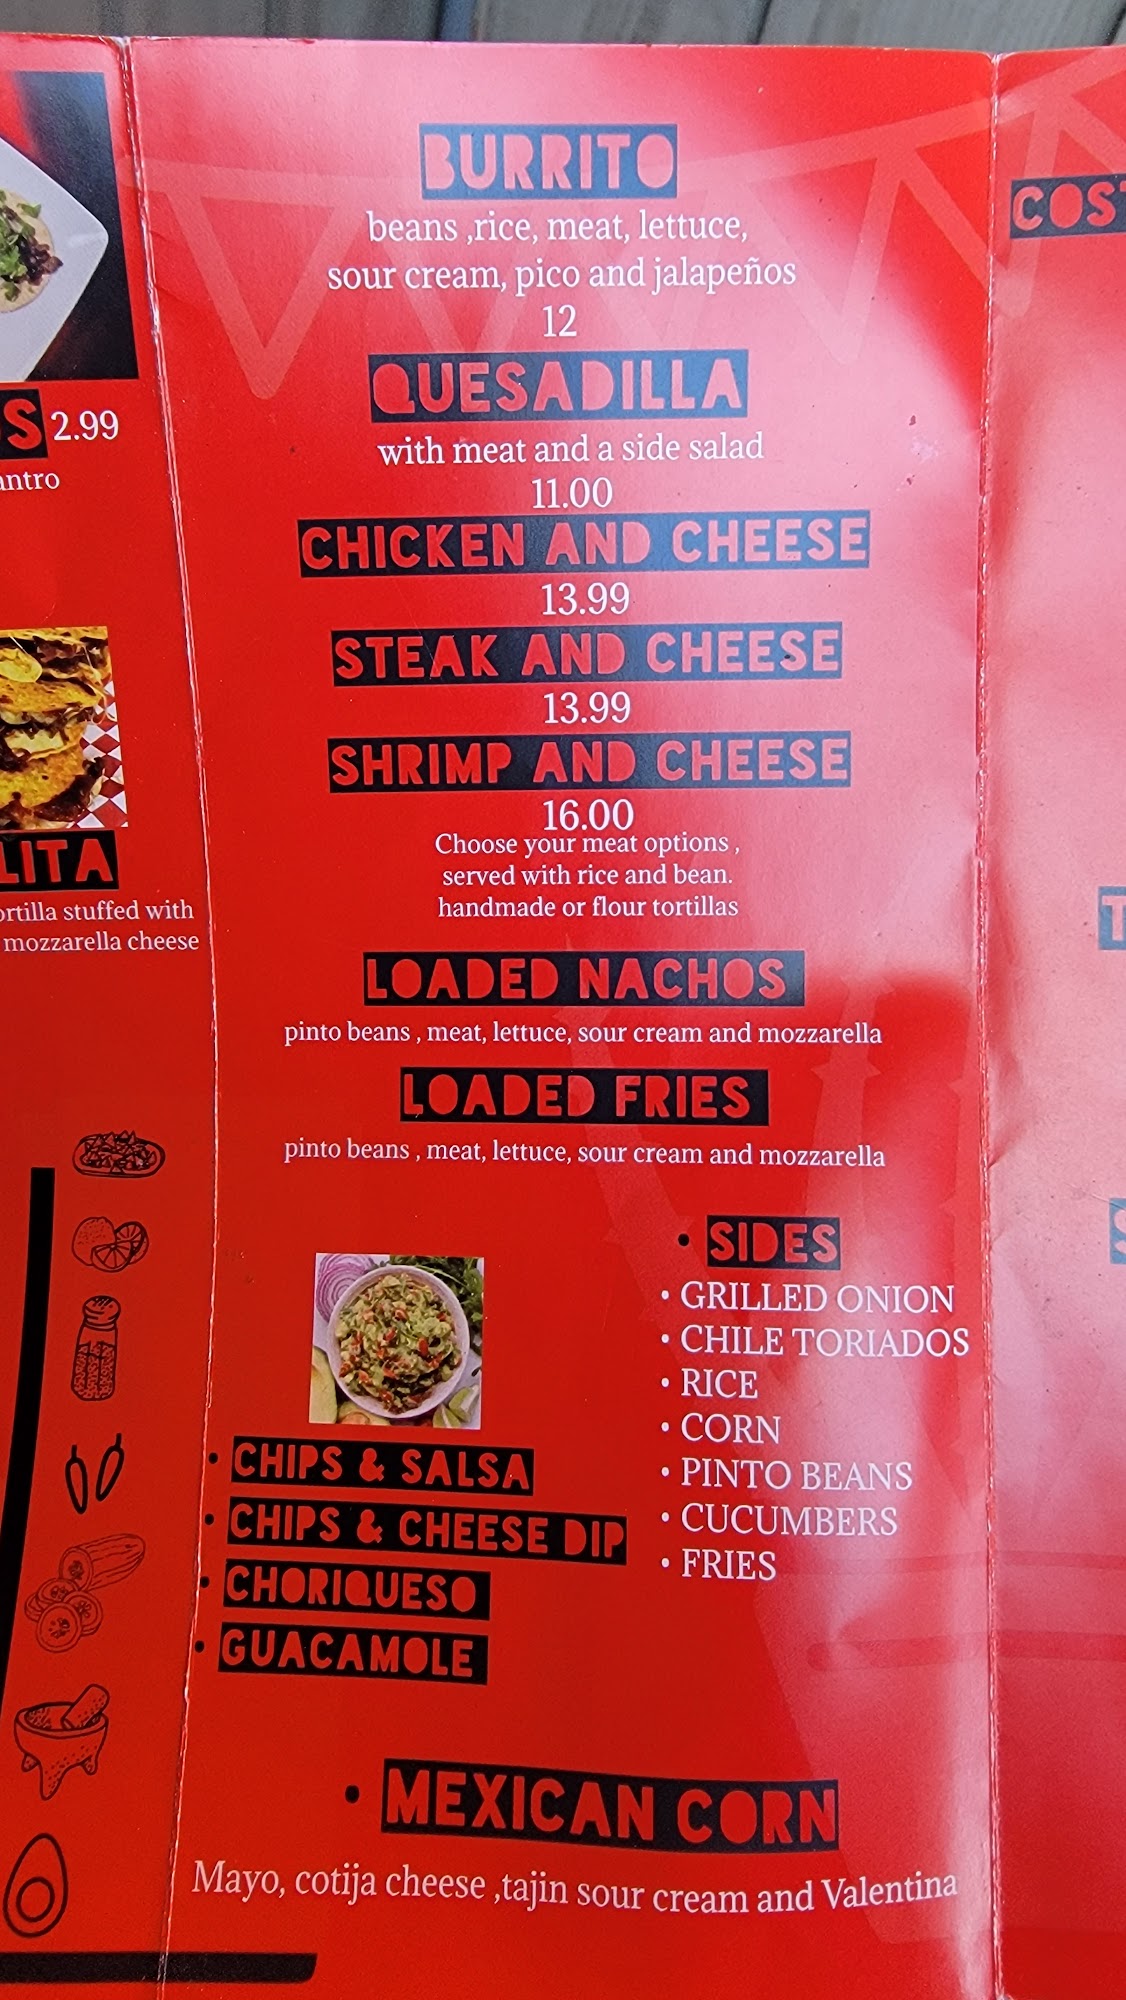 2.99
BURRITO
beans ,rice, meat, lettuce,
sour cream, pico and jalapeños
12
QUESADILLA
with meat and a side salad
11.00
CHICKEN AND CHEESE
13.99
STEAK AND CHEESE
13.99
SHRIMP AND CHEESE
16.00
Choose your meat options ,
served with rice and bean.
handmade or flour tortillas
stuffed with
mozzarella cheese
LOADED NACHOS
pinto beans , meat, lettuce, sour cream and mozzarella
LOADED FRIES
pinto beans , meat, lettuce, sour cream and mozzarella
• SIDES
• GRILLED ONION
• CHILE TORIADOS
• RICE
• CORN
• PINTO BEANS
• CUCUMBERS
• FRIES
• CHIPS & SALSA
• CHIPS & CHEESE DIP
• CHORIQUESO
• GUACAMOLE
• MEXICAN CORN
Mayo, cotija cheese ,tajin sour cream and Valentina